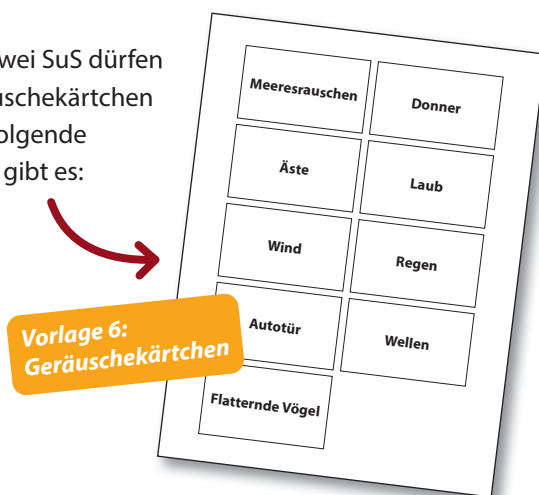 wei SuS dürfen
uschekärtchen
olgende
gibt es:
Meeresrauschen
Donner
Äste
Laub
Wind
Regen
Autotür
Wellen
Flatternde Vögel
Vorlage 6:
Geräuschekärtchen